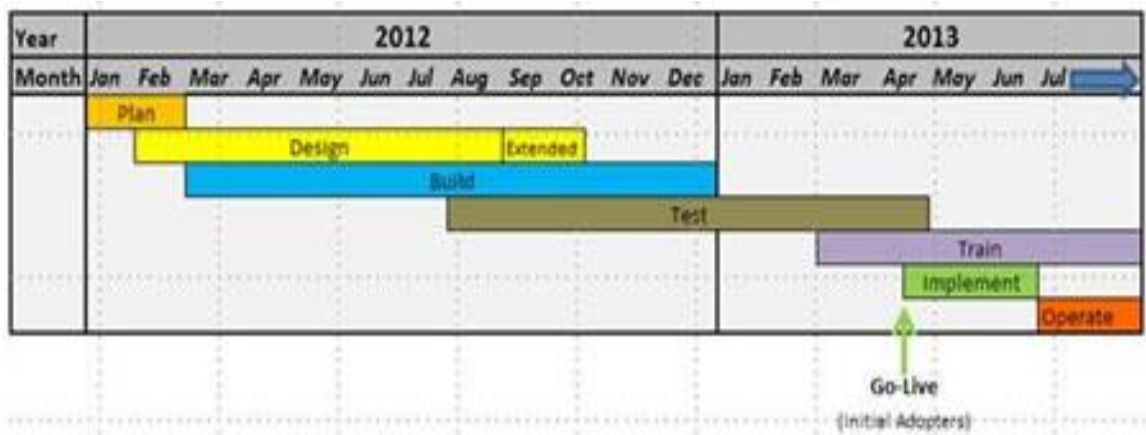 Year 2012 2013
Month Jan Feb Mar Apr May Jun Jul Aug Sep Oct Nov Dec Jan Feb Mar Apr May Jun Jul
Plan
Design Extended
Build
Test
Train
Implement
Operate
Go-Live
(Initial Adopters)